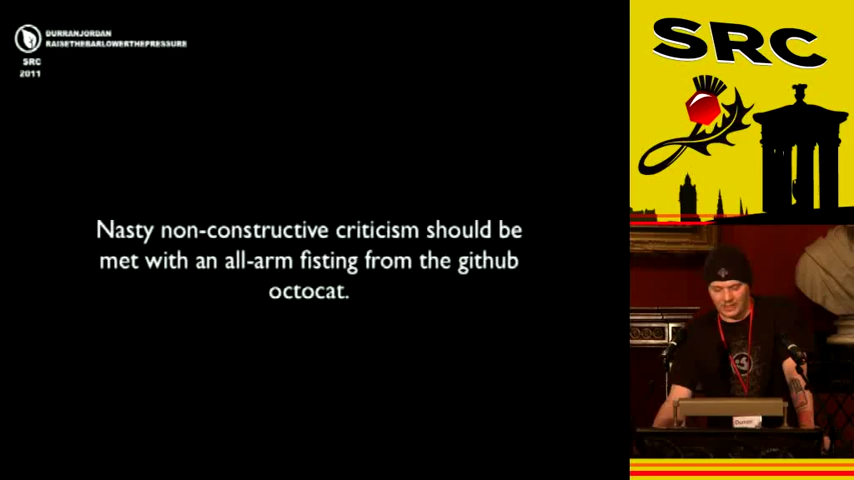 DURRANJORDAN
RAISETHEBARLOWERTHEPRESSURE
SRC
2011
Nasty non-constructive criticism should be
met with an all-arm fisting from the github
octocat.
SRC
Durran